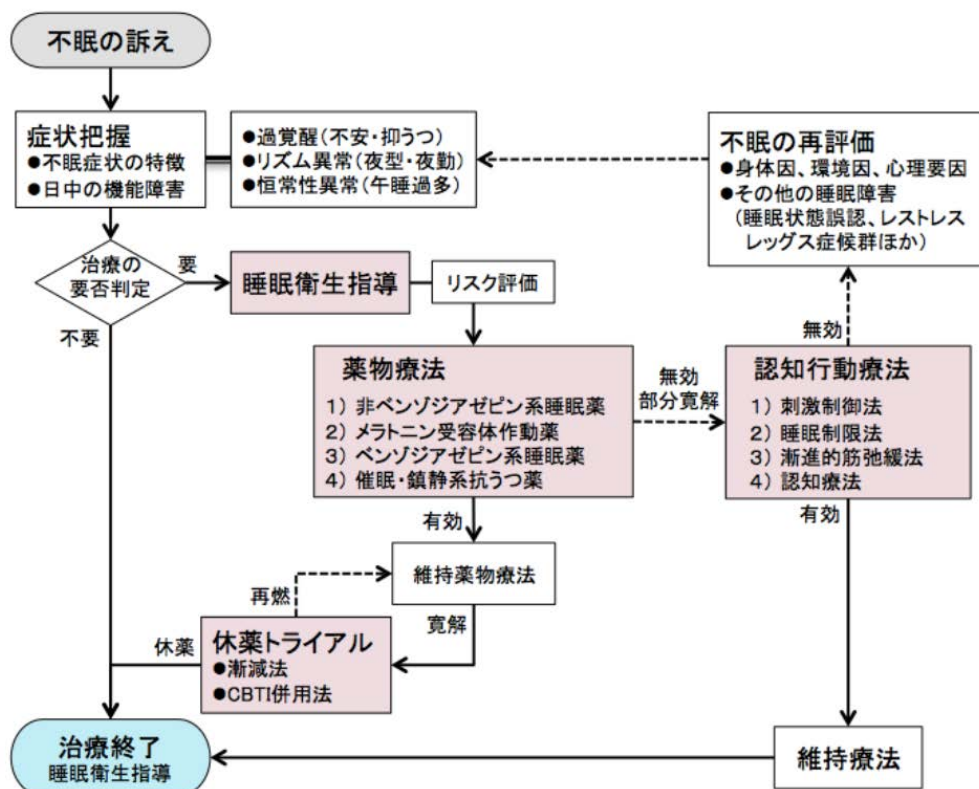 不眠の訴え
症状把握
●不眠症状の特徴
●日中の機能障害
●過覚醒(不安・抑うつ)
●リズム異常(夜型・夜勤)
●恒常性異常(午睡過多)
不眠の再評価
●身体因、環境因、心理要因
●その他の睡眠障害
(睡眠状態誤認、レストレス
レッグス症候群ほか)
治療の
要否判定
要
不要
睡眠衛生指導
リスク評価
薬物療法
1) 非ベンゾジアゼピン系睡眠薬
2) メラトニン受容体作動薬
3) ベンゾジアゼピン系睡眠薬
4) 催眠・鎮静系抗うつ薬
無効
部分寛解
無効
認知行動療法
1) 刺激制御法
2) 睡眠制限法
3) 漸進的筋弛緩法
4) 認知療法
有効
有効
維持薬物療法
再燃
寛解
休薬
休薬トライアル
●漸減法
●CBTI併用法
治療終了
睡眠衛生指導
維持療法